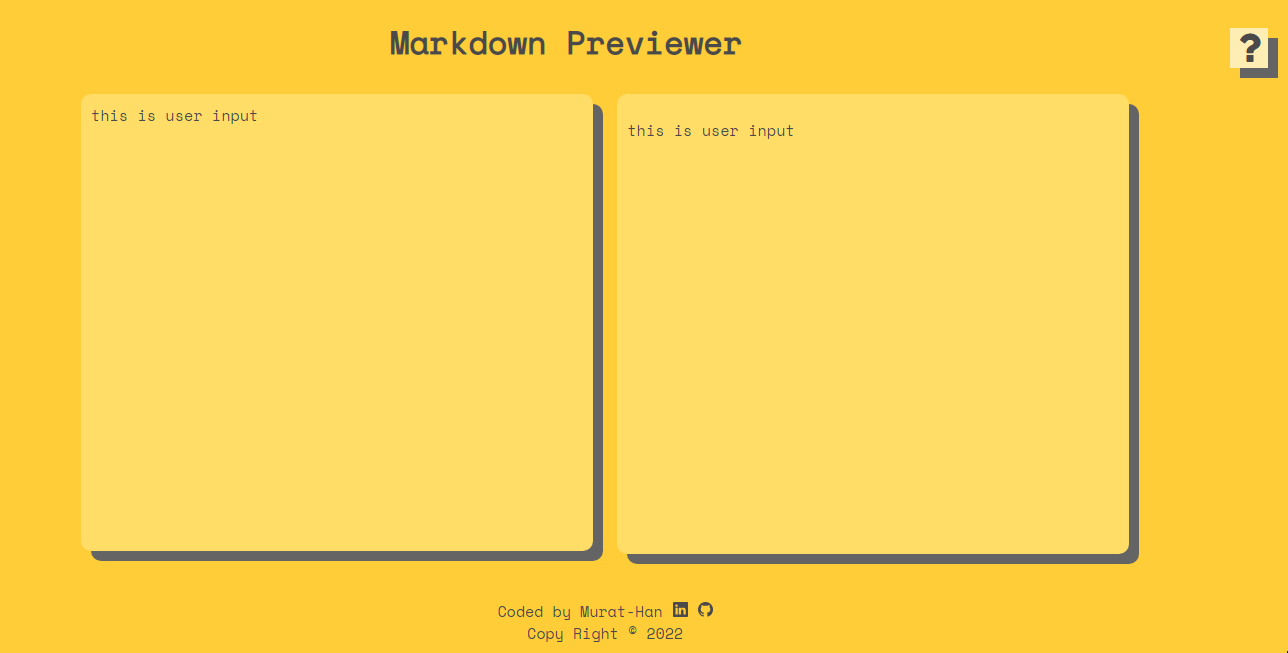 Markdown Previewer
?
this is user input
this is user input
Coded by Murat-Han
Copy Right © 2022